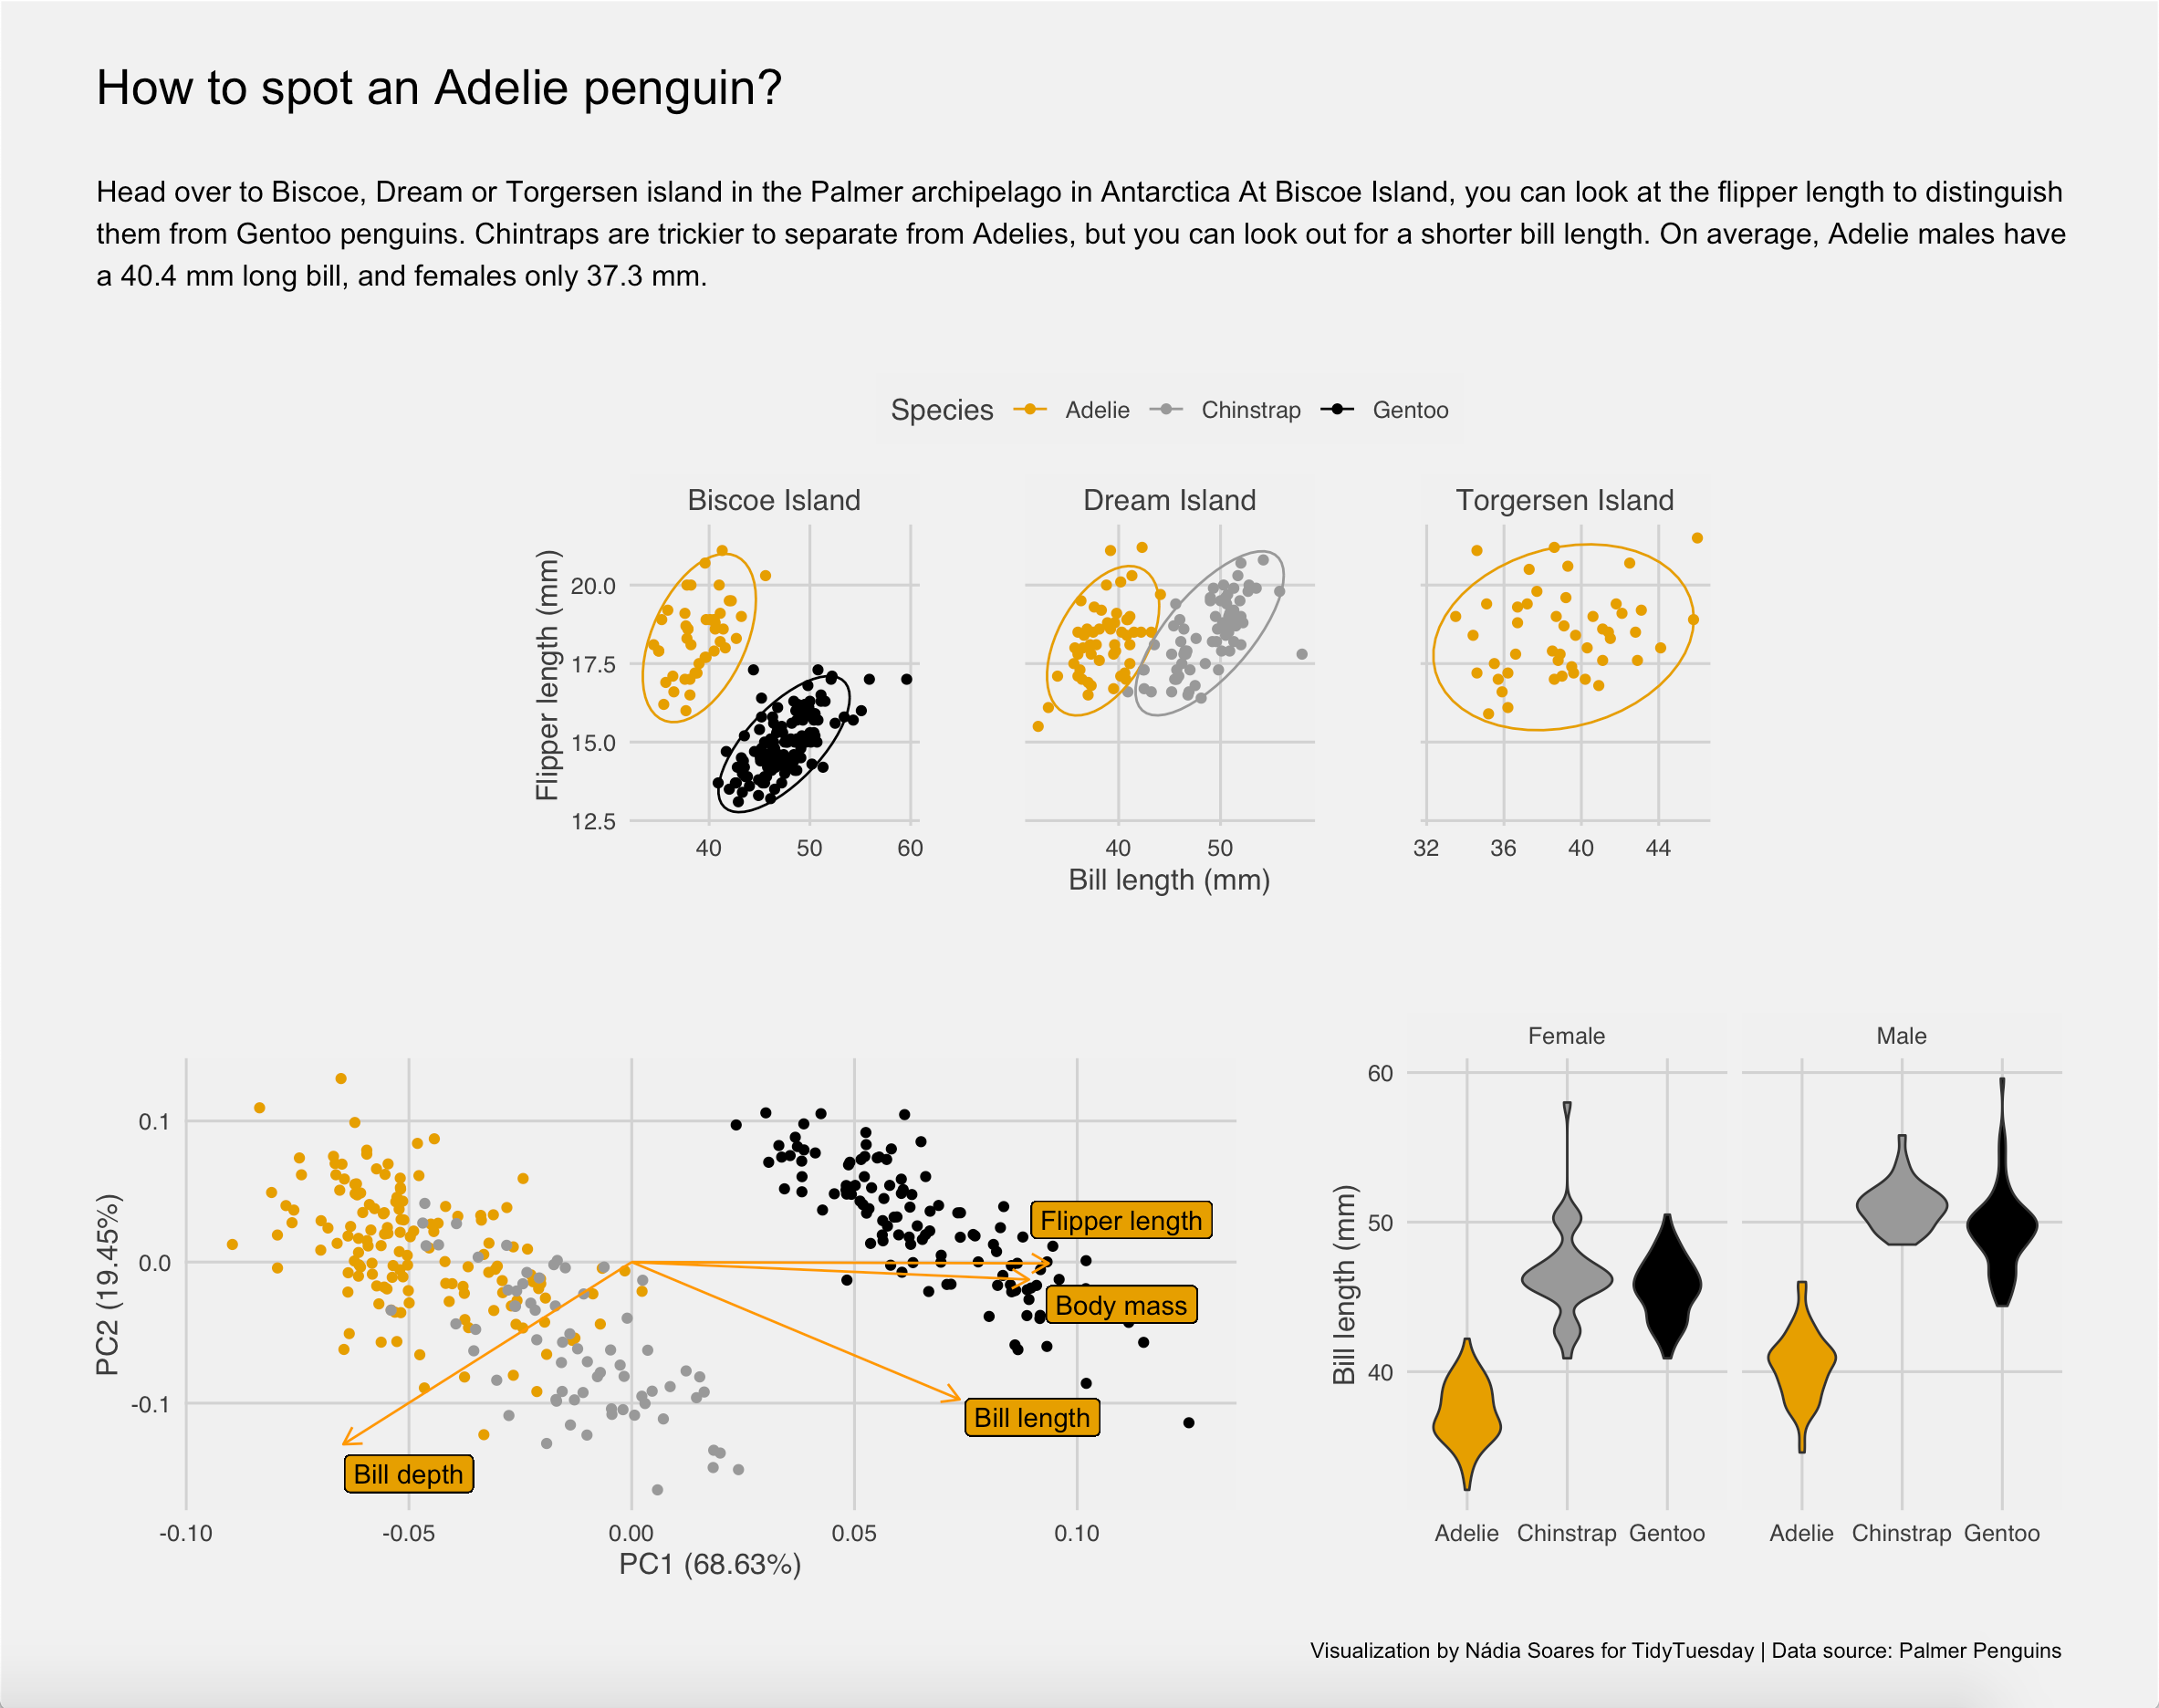 How to spot an Adelie penguin?
Head over to Biscoe, Dream or Torgersen island in the Palmer archipelago in Antarctica At Biscoe Island, you can look at the flipper length to distinguish
them from Gentoo penguins. Chintraps are trickier to separate from Adelies, but you can look out for a shorter bill length. On average, Adelie males have
a 40.4 mm long bill, and females only 37.3 mm.
Species Adelie Chinstrap Gentoo
Biscoe Island Dream Island Torgersen Island
Flipper length (mm)
20.0
17.5
15.0
12.5
40 50 60 40 50 32 36 40 44
Bill length (mm)
PC2 (19.45%)
0.1
0.0
-0.1
Flipper length
Body mass
Bill length
Bill depth
-0.10 -0.05 0.00 0.05 0.10
PC1 (68.63%)
Female Male
Bill length (mm)
60
50
40
Adelie Chinstrap Gentoo Adelie Chinstrap Gentoo
Visualization by Nádia Soares for TidyTuesday | Data source: Palmer Penguins